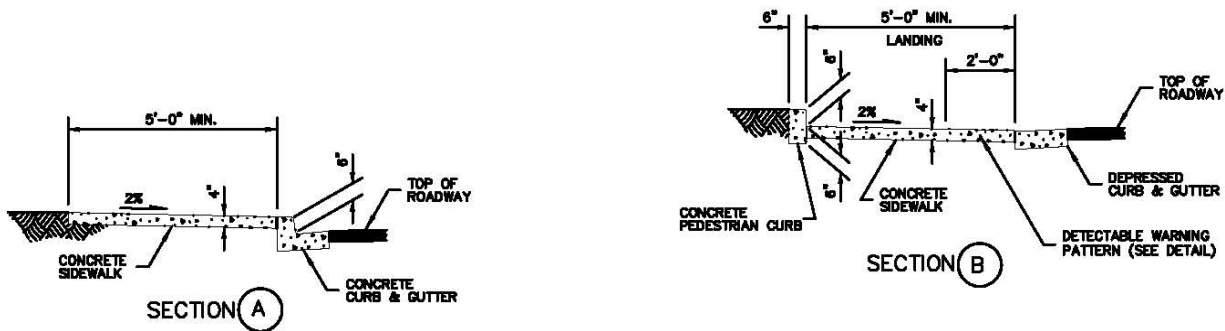 5'-0" MIN.
2%
4"
6"
TOP OF
ROADWAY
CONCRETE
SIDEWALK
CONCRETE
CURB & GUTTER
SECTION A
6"
5'-0" MIN.
LANDING
2'-0"
6"
2%
4"
TOP OF
ROADWAY
6"
CONCRETE
PEDESTRIAN CURB
CONCRETE
SIDEWALK
DEPRESSED
CURB & GUTTER
DETECTABLE WARNING
PATTERN (SEE DETAIL)
SECTION B